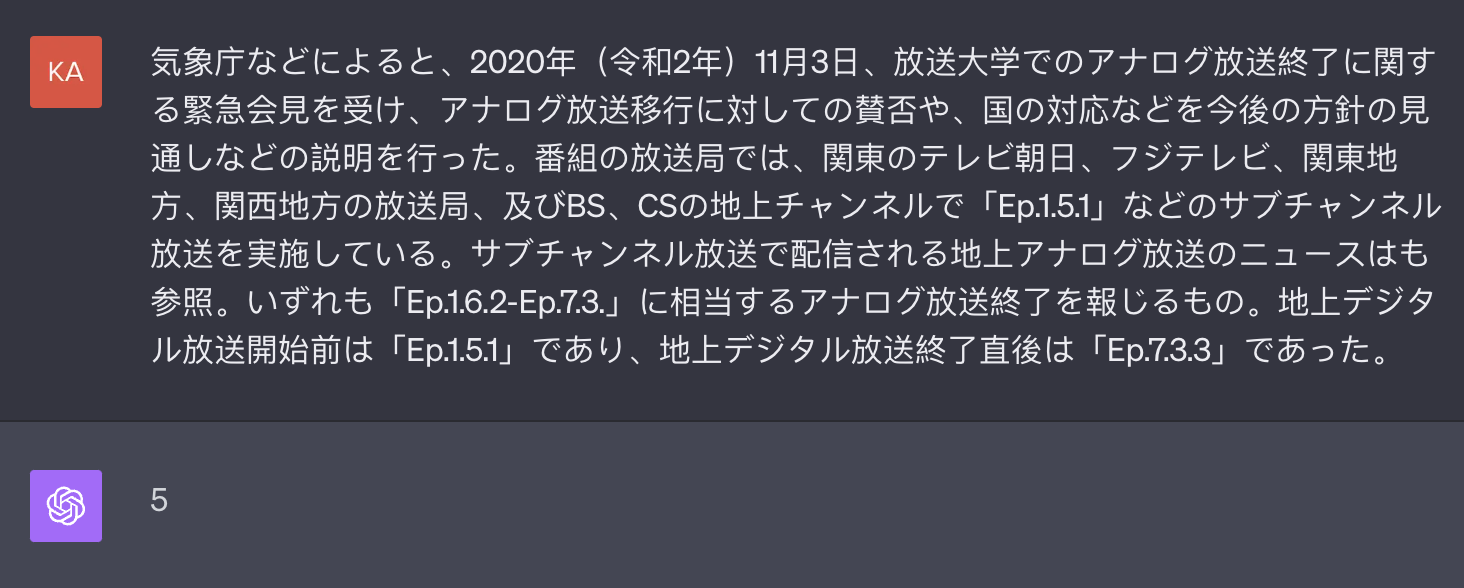 KA
気象庁などによると、2020年（令和2年）11月3日、放送大学でのアナログ放送終了に関す
る緊急会見を受け、アナログ放送移行に対しての賛否や、国の対応などを今後の方針の見
通しなどの説明を行った。番組の放送局では、関東のテレビ朝日、フジテレビ、関東地
方、関西地方の放送局、及びBS、CSの地上チャンネルで「Ep.1.5.1」などのサブチャンネル
放送を実施している。サブチャンネル放送で配信される地上アナログ放送のニュースはも
参照。いずれも「Ep.1.6.2-Ep.7.3.」に相当するアナログ放送終了を報じるもの。地上デジタ
ル放送開始前は「Ep.1.5.1」であり、地上デジタル放送終了直後は「Ep.7.3.3」であった。
5